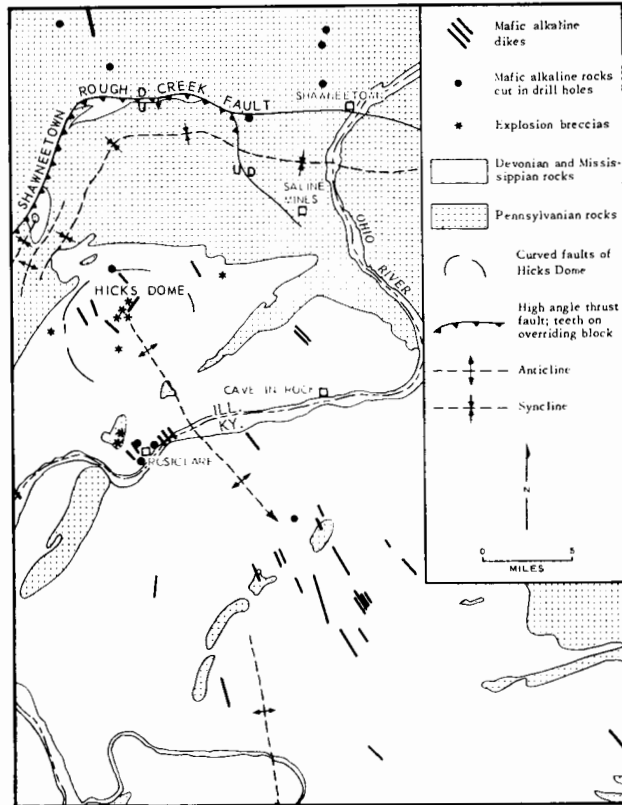 SHAWNEETOWN
ROUGH
CREEK
FAULT
D
U
SHAWNEETOWN
U D
SALINE
MINES
OHIO
RIVER
HICKS DOME
CAVE IN ROCK
ILL.
KY.
ROSICLARE
Mafic alkaline
dikes
Mafic alkaline rocks
cut in drill holes
Explosion breccias
Devonian and Missis-
sippian rocks
Pennsylvanian rocks
Curved faults of
Hicks Dome
High angle thrust
fault; teeth on
overriding block
Anticline
Syncline
N
0 5
MILES